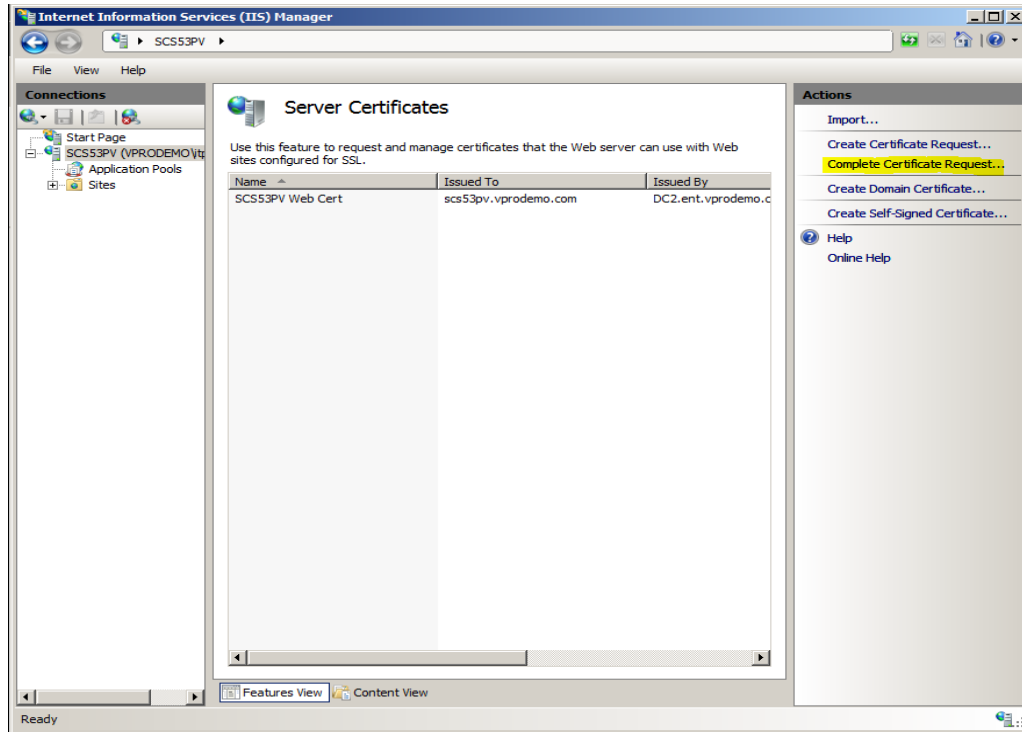 Internet Information Services (IIS) Manager
SCS53PV
File View Help
Connections
Start Page
SCS53PV (VPRODEMO\itp
Application Pools
Sites
Server Certificates
Use this feature to request and manage certificates that the Web server can use with Web
sites configured for SSL.
Name Issued To Issued By
SCS53PV Web Cert scs53pv.vprodemo.com DC2.ent.vprodemo.c
Features View Content View
Actions
Import...
Create Certificate Request...
Complete Certificate Request...
Create Domain Certificate...
Create Self-Signed Certificate...
Help
Online Help
Ready